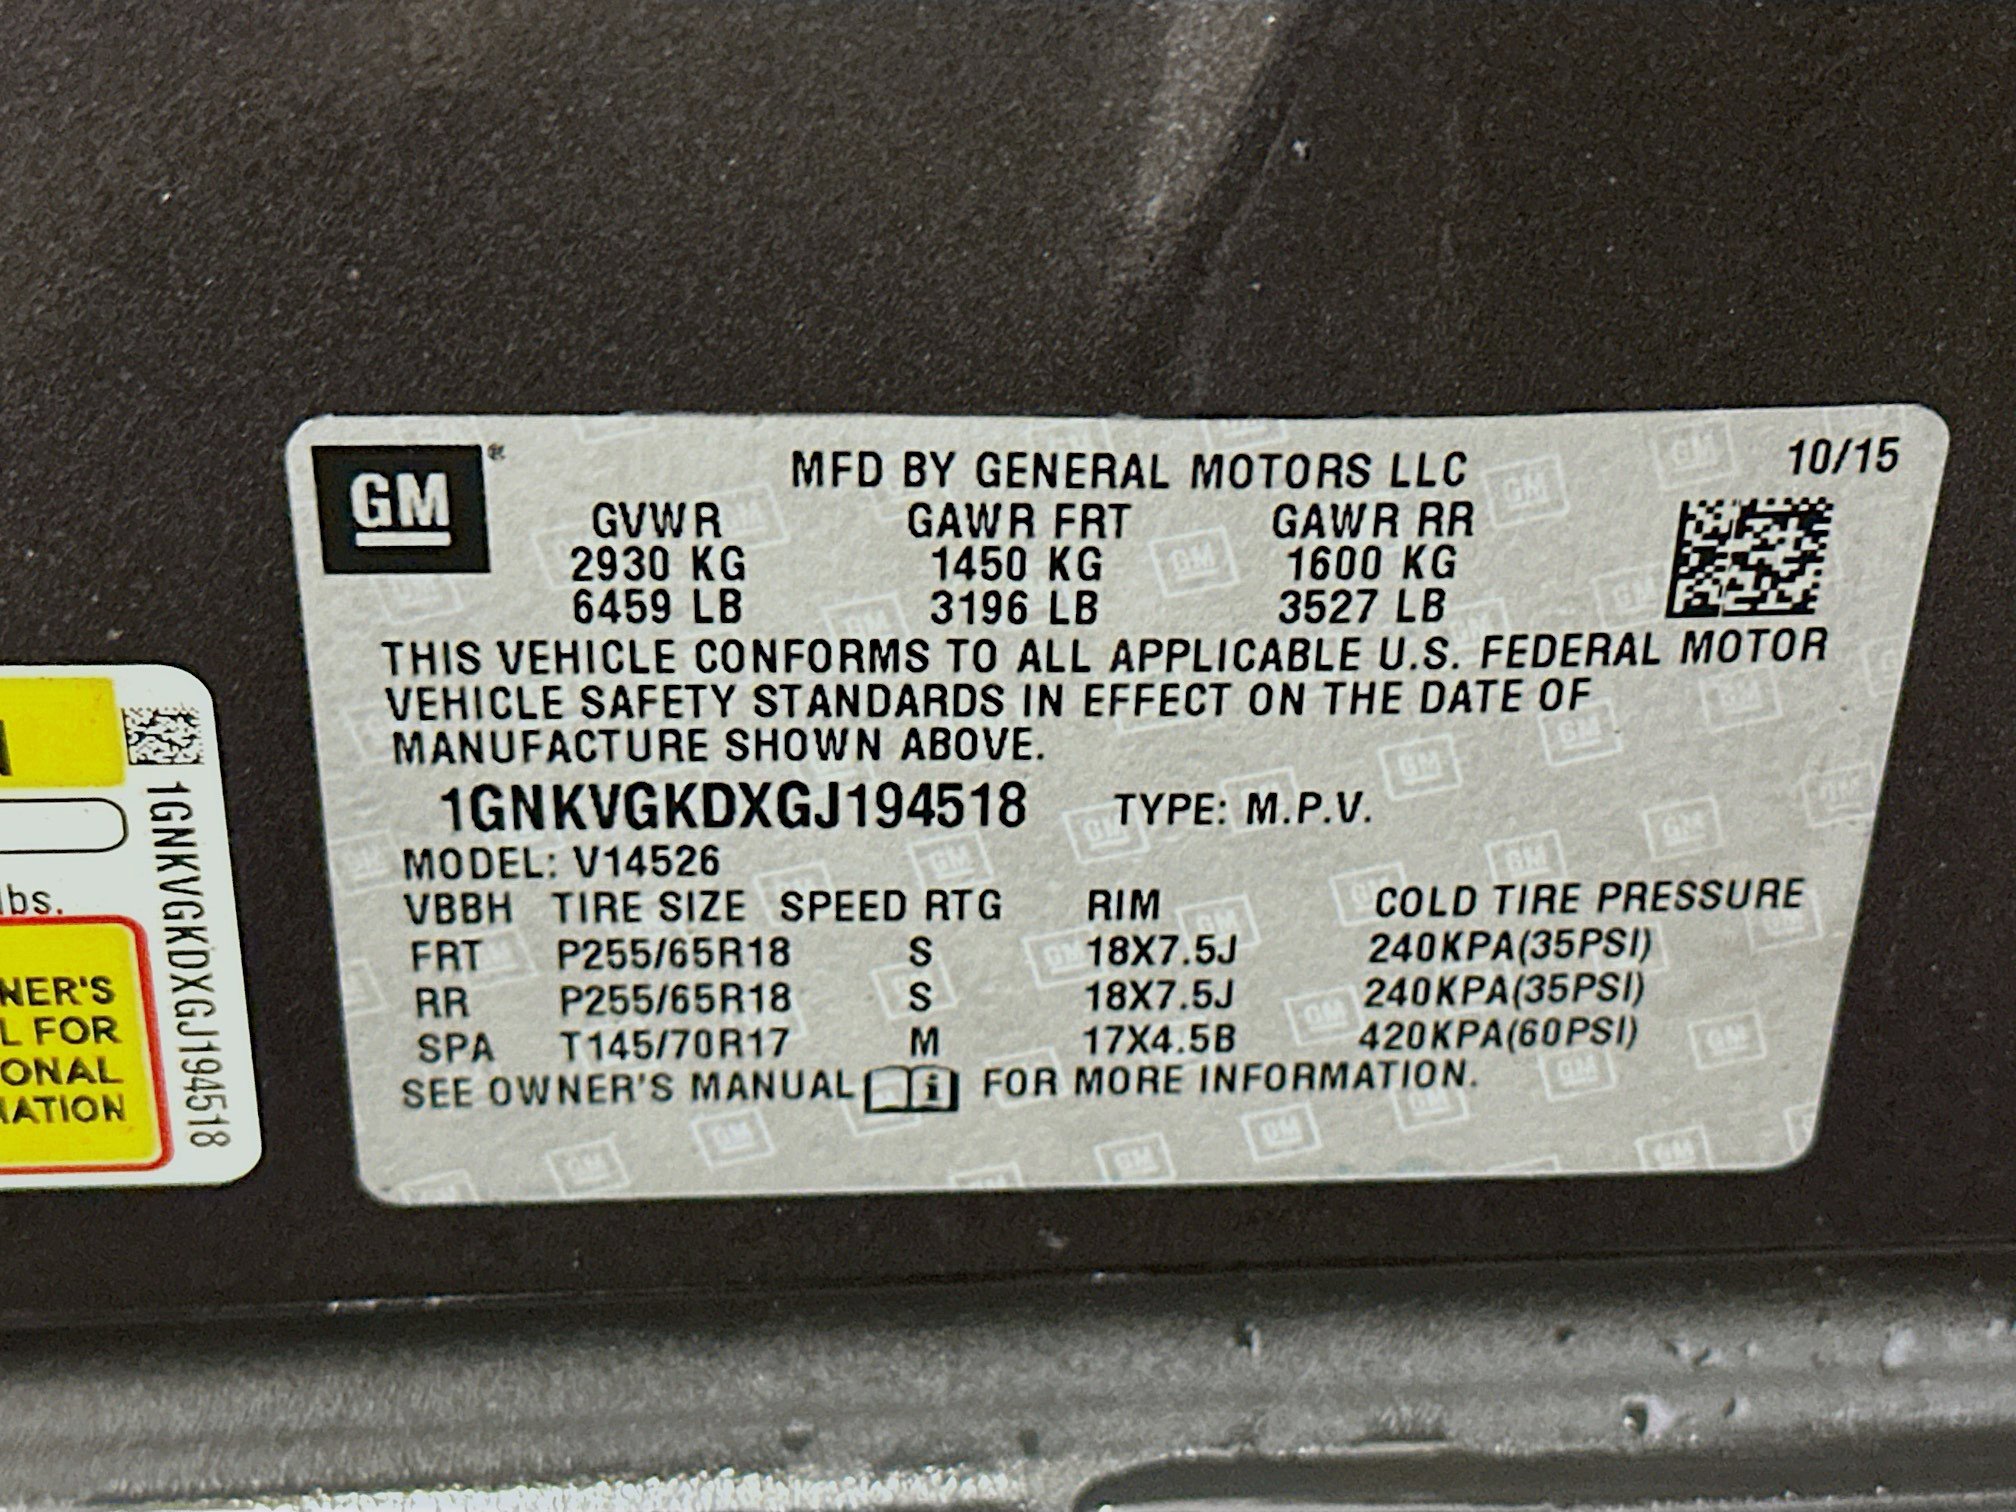 GM
®
MFD BY GENERAL MOTORS LLC
10/15
GVWR GAWR FRT GAWR RR
2930 KG 1450 KG 1600 KG
6459 LB 3196 LB 3527 LB
THIS VEHICLE CONFORMS TO ALL APPLICABLE U.S. FEDERAL MOTOR
VEHICLE SAFETY STANDARDS IN EFFECT ON THE DATE OF
MANUFACTURE SHOWN ABOVE.
1GNKVGKDXGJ194518 TYPE: M.P.V.
MODEL: V14526
VBBH TIRE SIZE SPEED RTG RIM COLD TIRE PRESSURE
FRT P255/65R18 S 18X7.5J 240KPA(35PSI)
RR P255/65R18 S 18X7.5J 240KPA(35PSI)
SPA T145/70R17 M 17X4.5B 420KPA(60PSI)
SEE OWNER'S MANUAL i FOR MORE INFORMATION.
lbs.
NER'S
L FOR
ONAL
ATION
1GNKVGKDXGJ194518